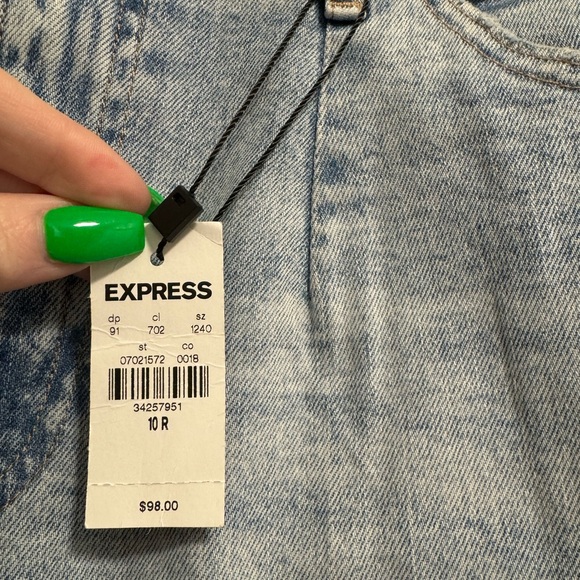 EXPRESS
dp cl sz
91 702 1240
st co
07021572 0018
34257951
10 R
$98.00